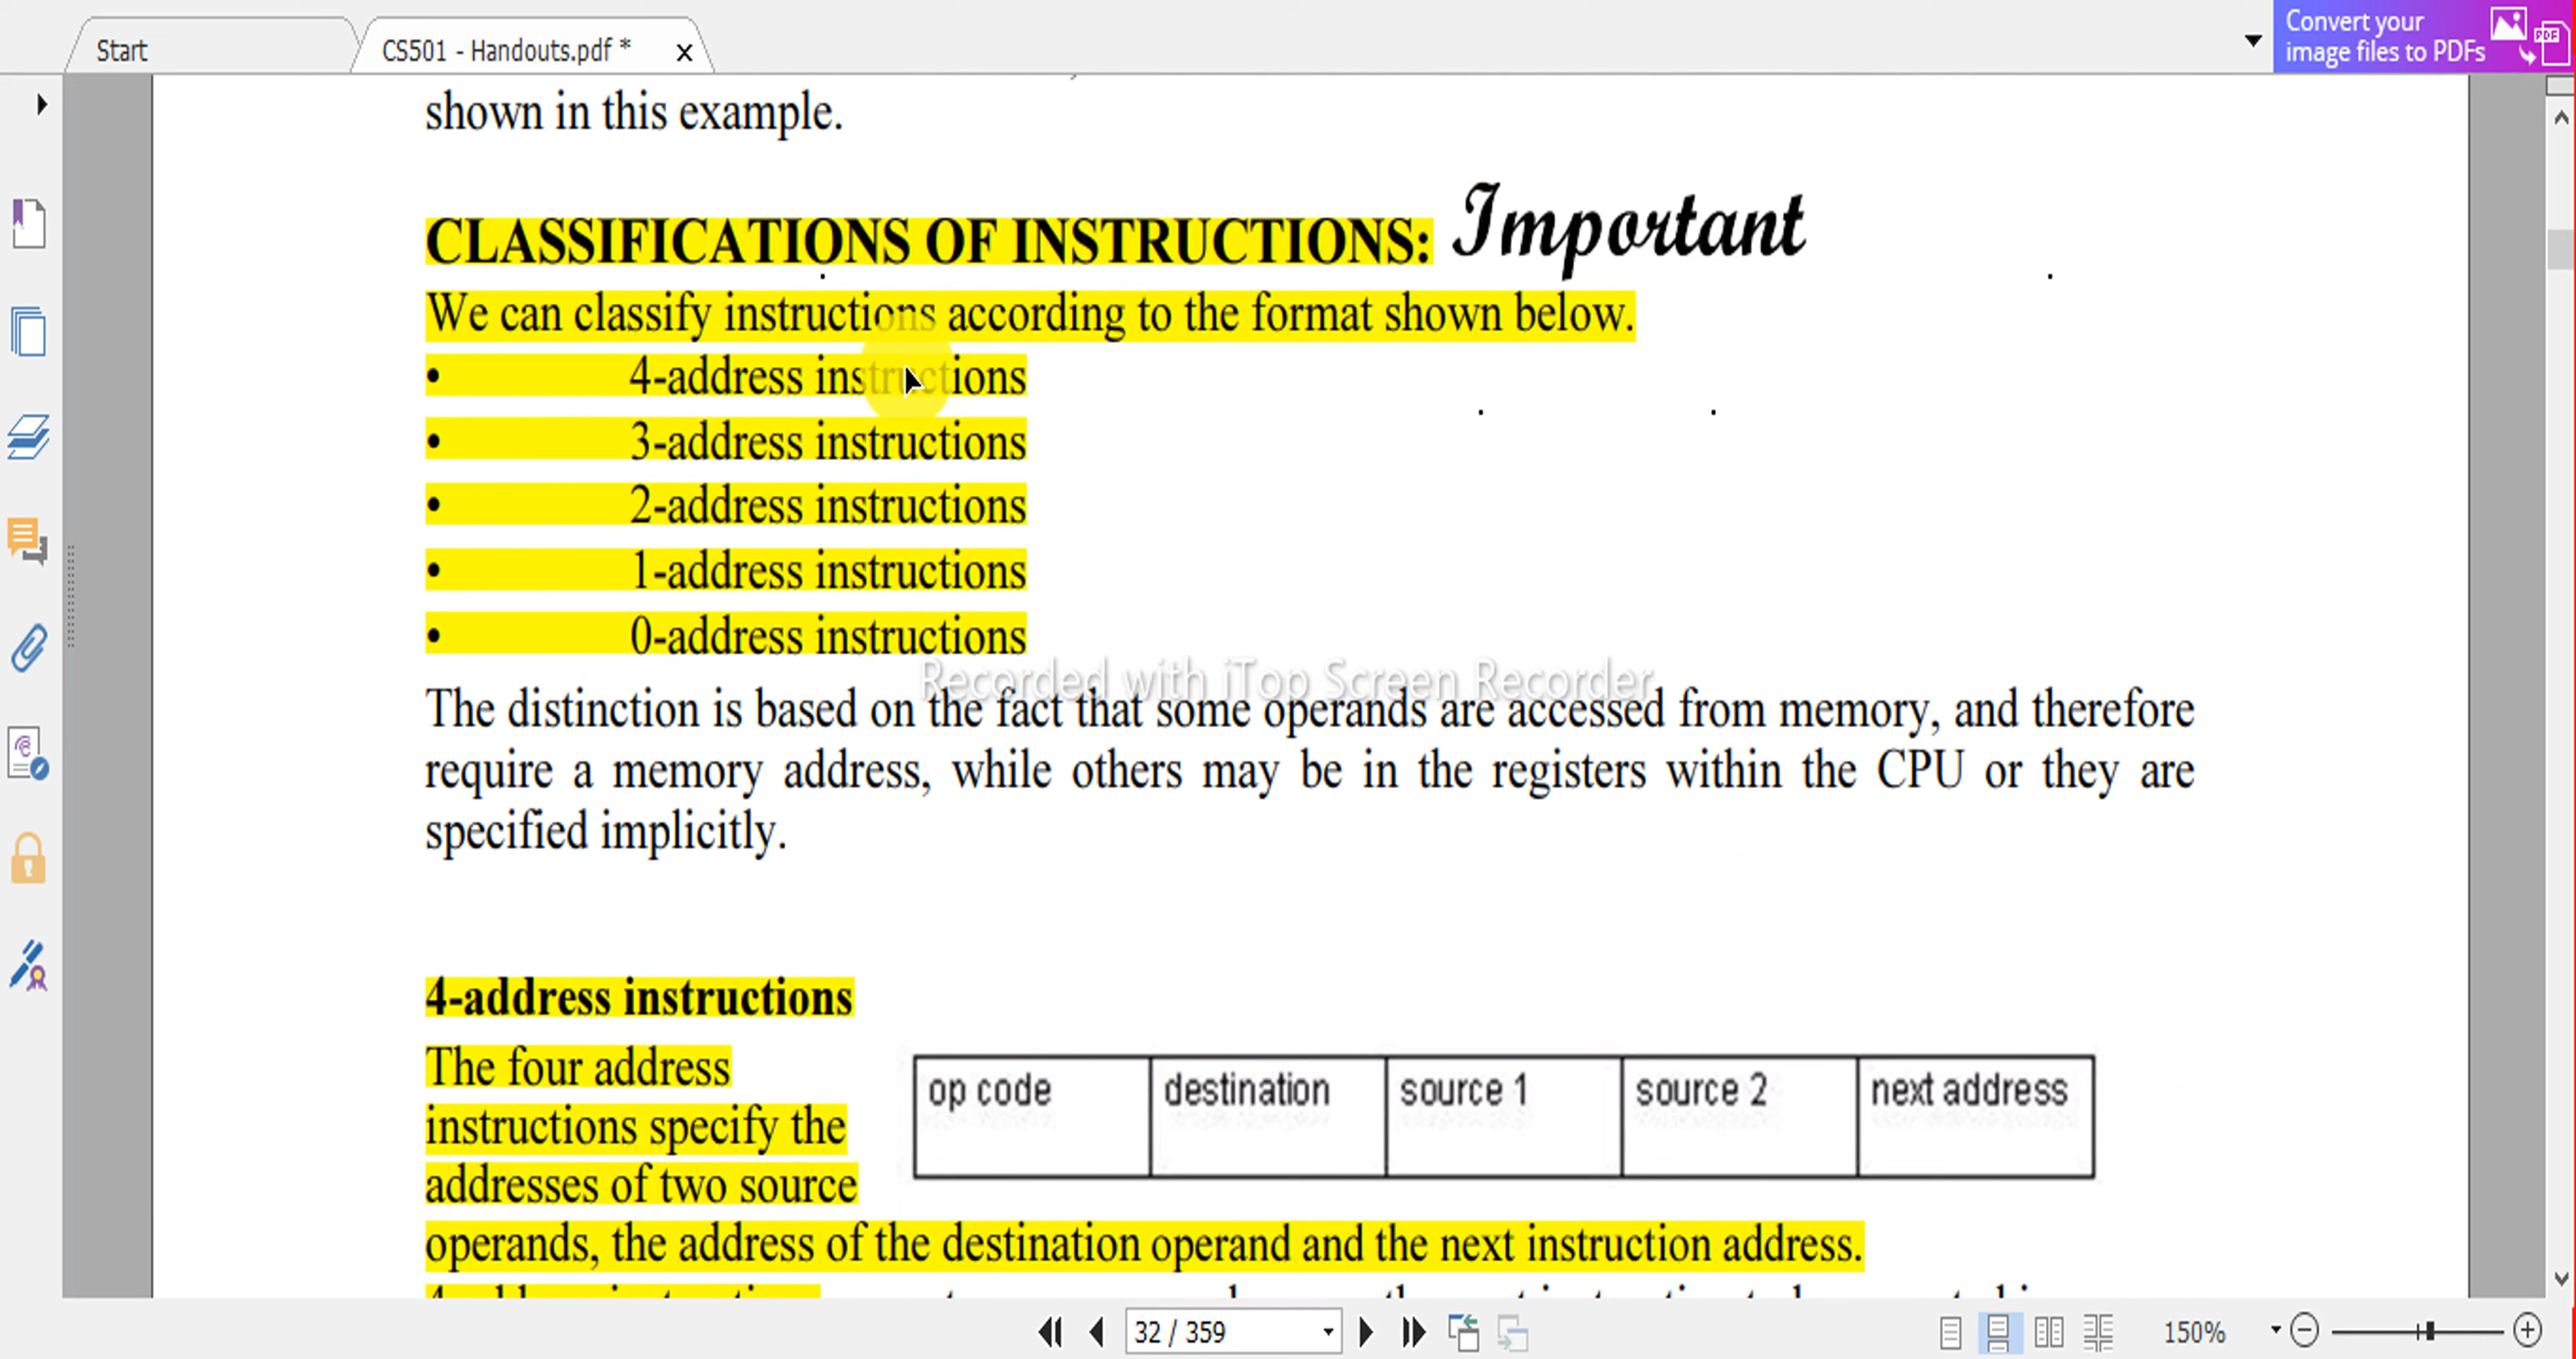 Start
CS501 - Handouts.pdf *
Convert your
image files to PDFs
PDF
shown in this example.
CLASSIFICATIONS OF INSTRUCTIONS: Important
We can classify instructions according to the format shown below.
• 4-address instructions
• 3-address instructions
• 2-address instructions
• 1-address instructions
• 0-address instructions
Recorded with iTop Screen Recorder
The distinction is based on the fact that some operands are accessed from memory, and therefore
require a memory address, while others may be in the registers within the CPU or they are
specified implicitly.
4-address instructions
The four address
instructions specify the
addresses of two source
operands, the address of the destination operand and the next instruction address.
op code destination source 1 source 2 next address
32 / 359
150%